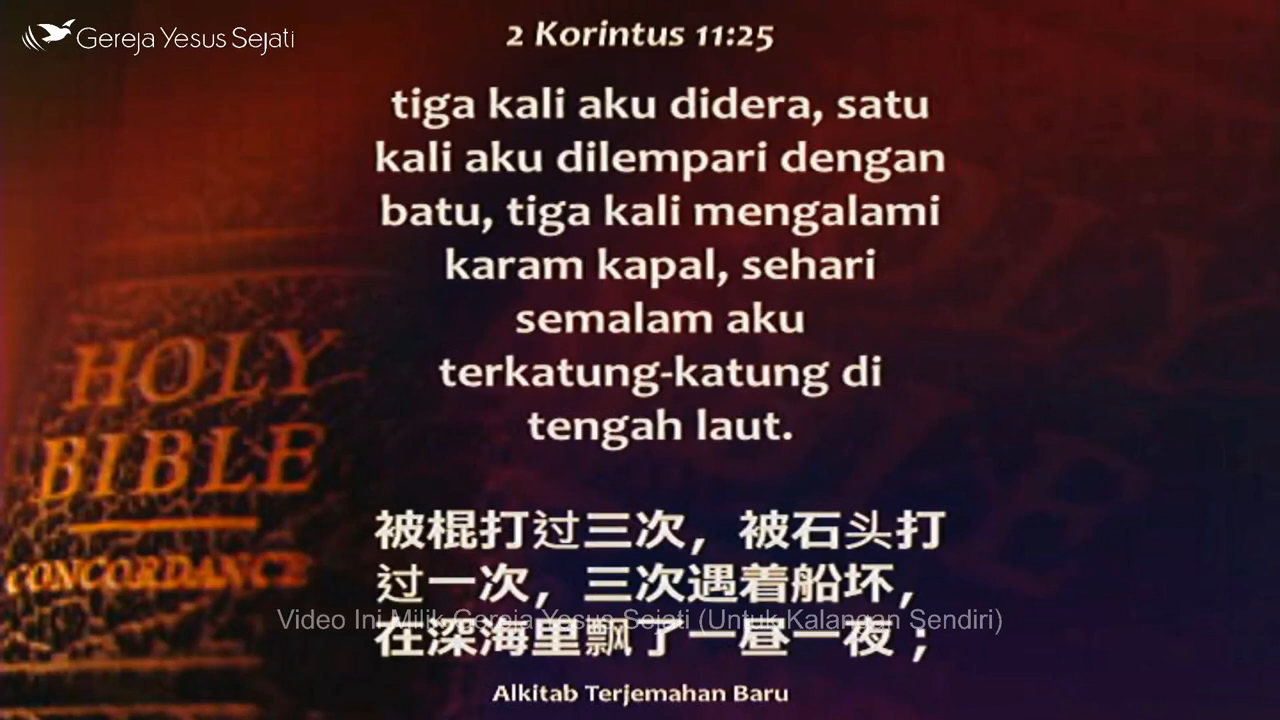 Gereja Yesus Sejati
2 Korintus 11:25
tiga kali aku didera, satu
kali aku dilempari dengan
batu, tiga kali mengalami
karam kapal, sehari
semalam aku
terkatung-katung di
tengah laut.
HOLY
BIBLE
CONCORDANCE
被棍打过三次，被石头打
过一次，三次遇着船坏，
Video Ini Milik Gereja Yesus Sejati (Untuk Kalangan Sendiri)
在深海里飘了一昼一夜；
Alkitab Terjemahan Baru